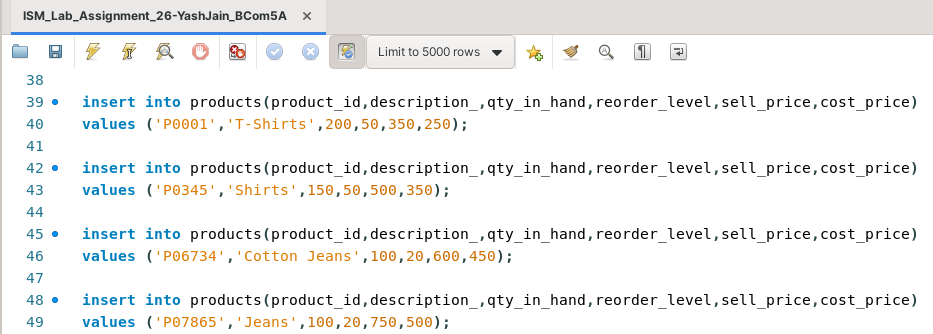 ISM_Lab_Assignment_26-YashJain_BCom5A
Limit to 5000 rows
38
39 insert into products(product_id,description_,qty_in_hand,reorder_level,sell_price,cost_price)
40 values ('P0001','T-Shirts',200,50,350,250);
41
42 insert into products(product_id,description_,qty_in_hand,reorder_level,sell_price,cost_price)
43 values ('P0345','Shirts',150,50,500,350);
44
45 insert into products(product_id,description_,qty_in_hand,reorder_level,sell_price,cost_price)
46 values ('P06734','Cotton Jeans',100,20,600,450);
47
48 insert into products(product_id,description_,qty_in_hand,reorder_level,sell_price,cost_price)
49 values ('P07865','Jeans',100,20,750,500);